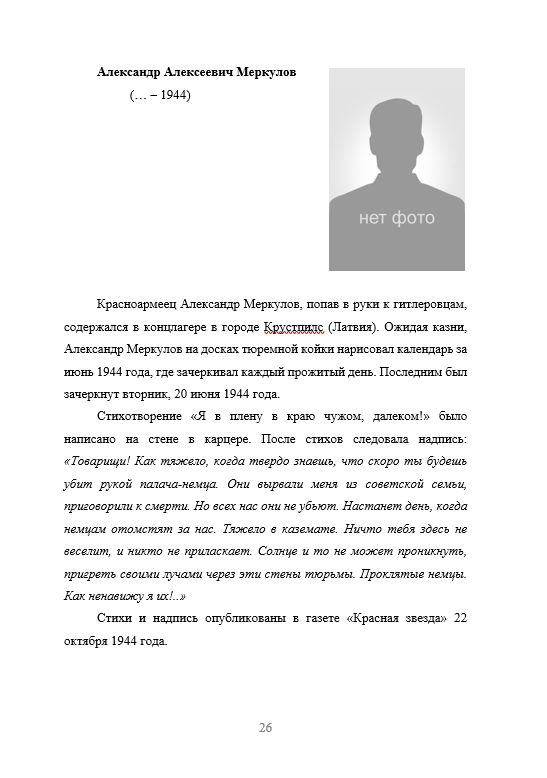 Александр Алексеевич Меркулов
(… – 1944)
нет фото
Красноармеец Александр Меркулов, попав в руки к гитлеровцам,
содержался в концлагере в городе Крустпилс (Латвия). Ожидая казни,
Александр Меркулов на досках тюремной койки нарисовал календарь за
июнь 1944 года, где зачеркивал каждый прожитый день. Последним был
зачеркнут вторник, 20 июня 1944 года.
Стихотворение «Я в плену в краю чужом, далеком!» было
написано на стене в карцере. После стихов следовала надпись:
«Товарищи! Как тяжело, когда твердо знаешь, что скоро ты будешь
убит рукой палача-немца. Они вырвали меня из советской семьи,
приговорили к смерти. Но всех нас они не убьют. Настанет день, когда
немцам отомстят за нас. Тяжело в каземате. Ничто тебя здесь не
веселит, и никто не приласкает. Солнце и то не может проникнуть,
пригреть своими лучами через эти стены тюрьмы. Проклятые немцы.
Как ненавижу я их!..»
Стихи и надпись опубликованы в газете «Красная звезда» 22
октября 1944 года.
26